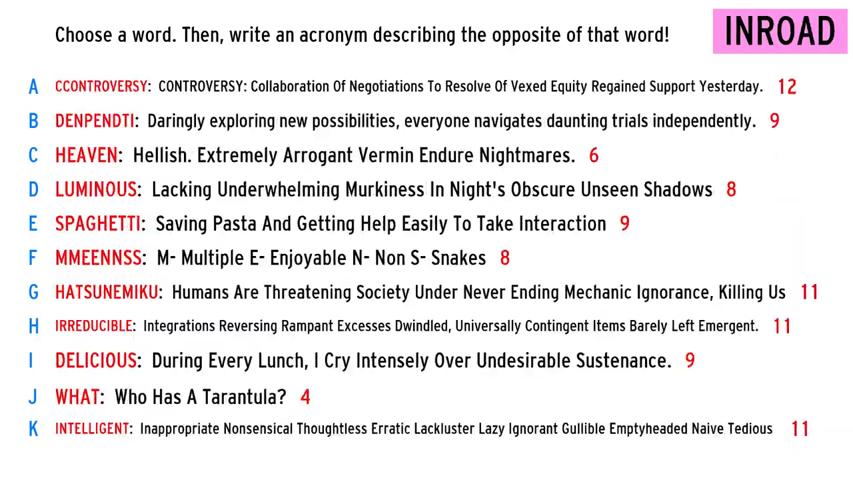 Choose a word. Then, write an acronym describing the opposite of that word!
INROAD
A CCONTROVERSY: CONTROVERSY: Collaboration Of Negotiations To Resolve Of Vexed Equity Regained Support Yesterday. 12
B DENPENDTI: Daringly exploring new possibilities, everyone navigates daunting trials independently. 9
C HEAVEN: Hellish. Extremely Arrogant Vermin Endure Nightmares. 6
D LUMINOUS: Lacking Underwhelming Murkiness In Night's Obscure Unseen Shadows 8
E SPAGHETTI: Saving Pasta And Getting Help Easily To Take Interaction 9
F MMEENNSS: M- Multiple E- Enjoyable N- Non S- Snakes 8
G HATSUNEMIKU: Humans Are Threatening Society Under Never Ending Mechanic Ignorance, Killing Us 11
H IRREDUCIBLE: Integrations Reversing Rampant Excesses Dwindled, Universally Contingent Items Barely Left Emergent. 11
I DELICIOUS: During Every Lunch, I Cry Intensely Over Undesirable Sustenance. 9
J WHAT: Who Has A Tarantula? 4
K INTELLIGENT: Inappropriate Nonsensical Thoughtless Erratic Lackluster Lazy Ignorant Gullible Emptyheaded Naive Tedious 11